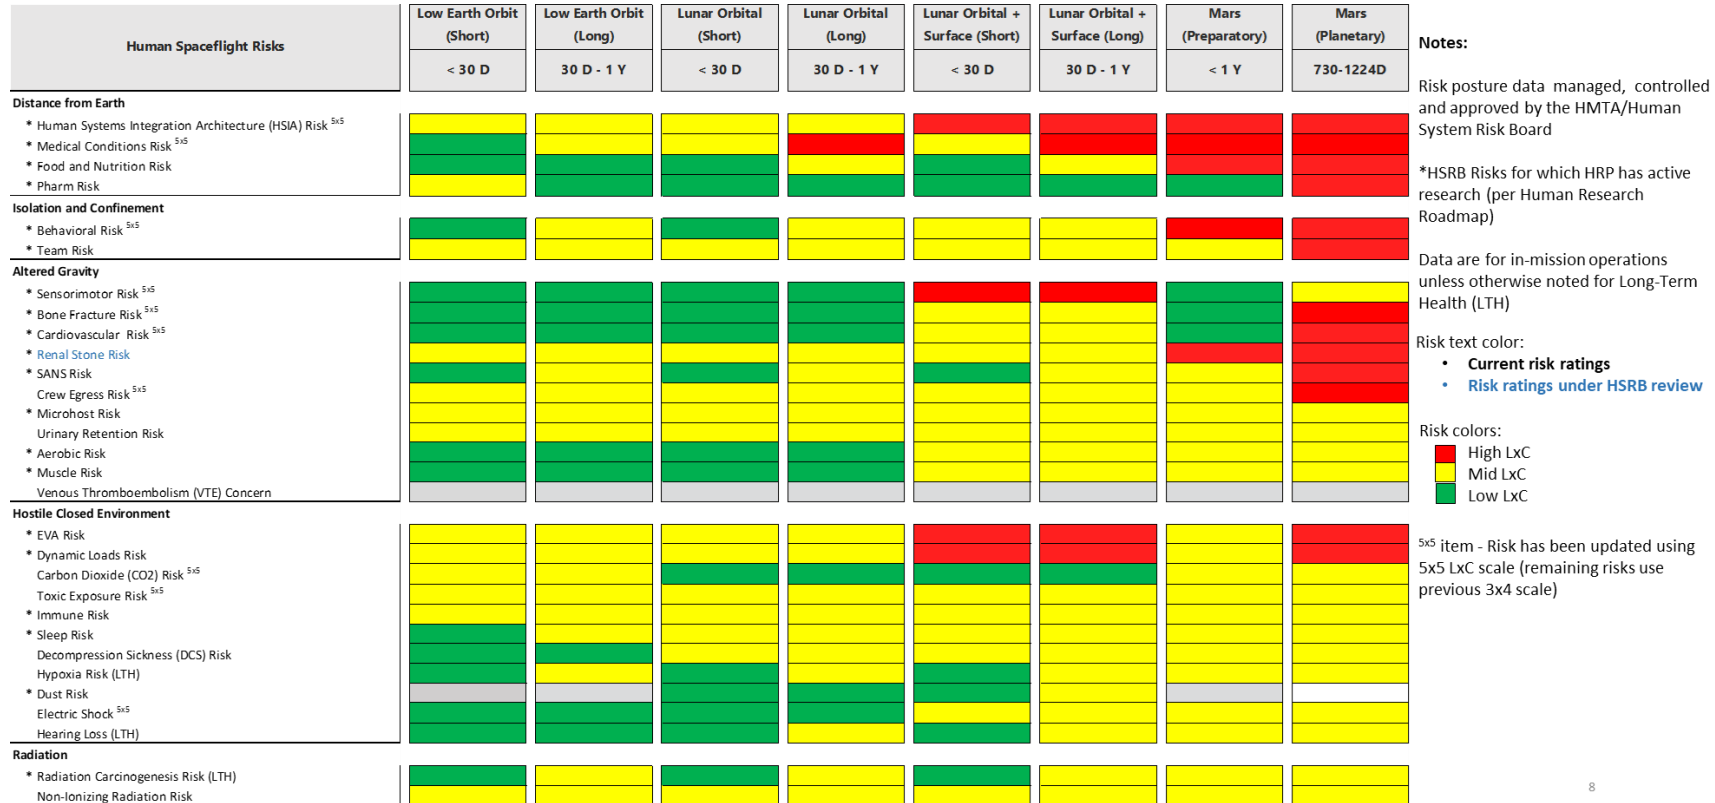 Human Spaceflight Risks
Low Earth Orbit (Short)
< 30 D
Low Earth Orbit (Long)
30 D - 1 Y
Lunar Orbital (Short)
< 30 D
Lunar Orbital (Long)
30 D - 1 Y
Lunar Orbital + Surface (Short)
< 30 D
Lunar Orbital + Surface (Long)
30 D - 1 Y
Mars (Preparatory)
< 1 Y
Mars (Planetary)
730-1224D
Distance from Earth
* Human Systems Integration Architecture (HSIA) Risk 5x5
* Medical Conditions Risk 5x5
* Food and Nutrition Risk
* Pharm Risk
Isolation and Confinement
* Behavioral Risk 5x5
* Team Risk
Altered Gravity
* Sensorimotor Risk 5x5
* Bone Fracture Risk 5x5
* Cardiovascular Risk 5x5
* Renal Stone Risk
* SANS Risk
Crew Egress Risk 5x5
* Microhost Risk
Urinary Retention Risk
* Aerobic Risk
* Muscle Risk
Venous Thromboembolism (VTE) Concern
Hostile Closed Environment
* EVA Risk
* Dynamic Loads Risk
Carbon Dioxide (CO2) Risk 5x5
Toxic Exposure Risk 5x5
* Immune Risk
* Sleep Risk
Decompression Sickness (DCS) Risk
Hypoxia Risk (LTH)
* Dust Risk
Electric Shock 5x5
Hearing Loss (LTH)
Radiation
* Radiation Carcinogenesis Risk (LTH)
Non-Ionizing Radiation Risk
Notes:
Risk posture data managed, controlled
and approved by the HMTA/Human
System Risk Board
*HSRB Risks for which HRP has active
research (per Human Research
Roadmap)
Data are for in-mission operations
unless otherwise noted for Long-Term
Health (LTH)
Risk text color:
• Current risk ratings
• Risk ratings under HSRB review
Risk colors:
High LxC
Mid LxC
Low LxC
5x5 item - Risk has been updated using
5x5 LxC scale (remaining risks use
previous 3x4 scale)
8